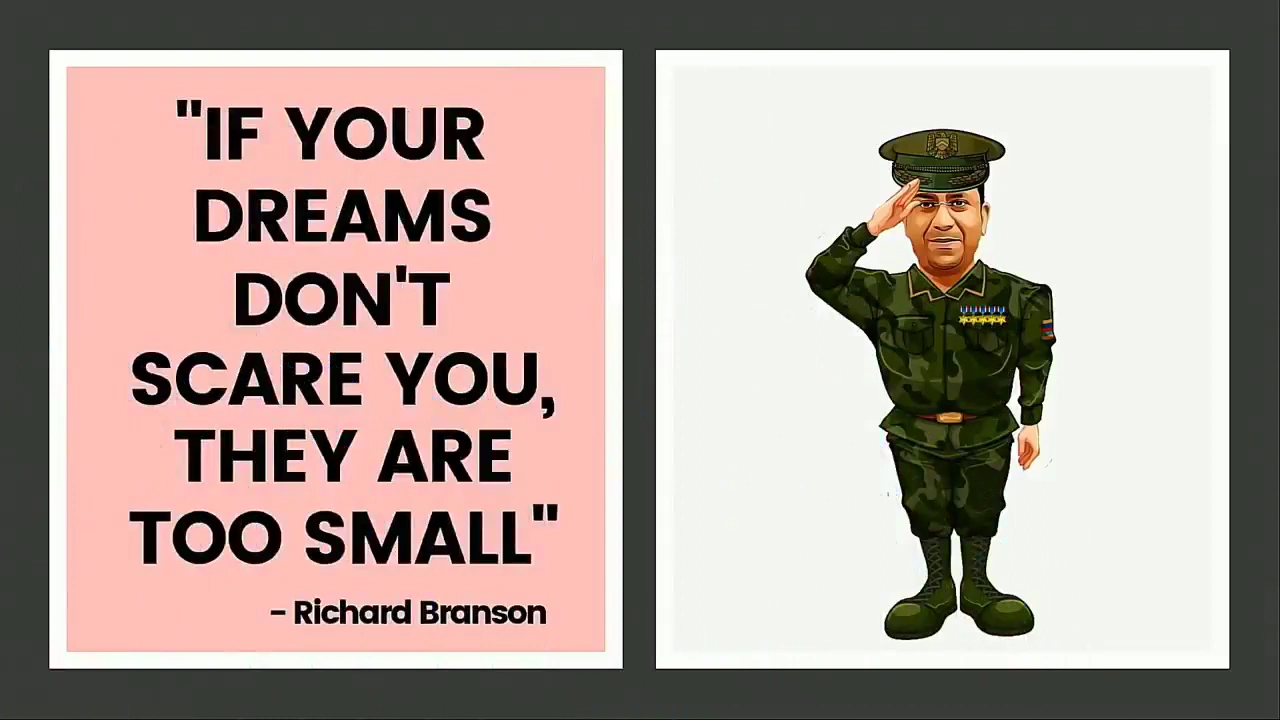 "IF YOUR
DREAMS
DON'T
SCARE YOU,
THEY ARE
TOO SMALL"
- Richard Branson